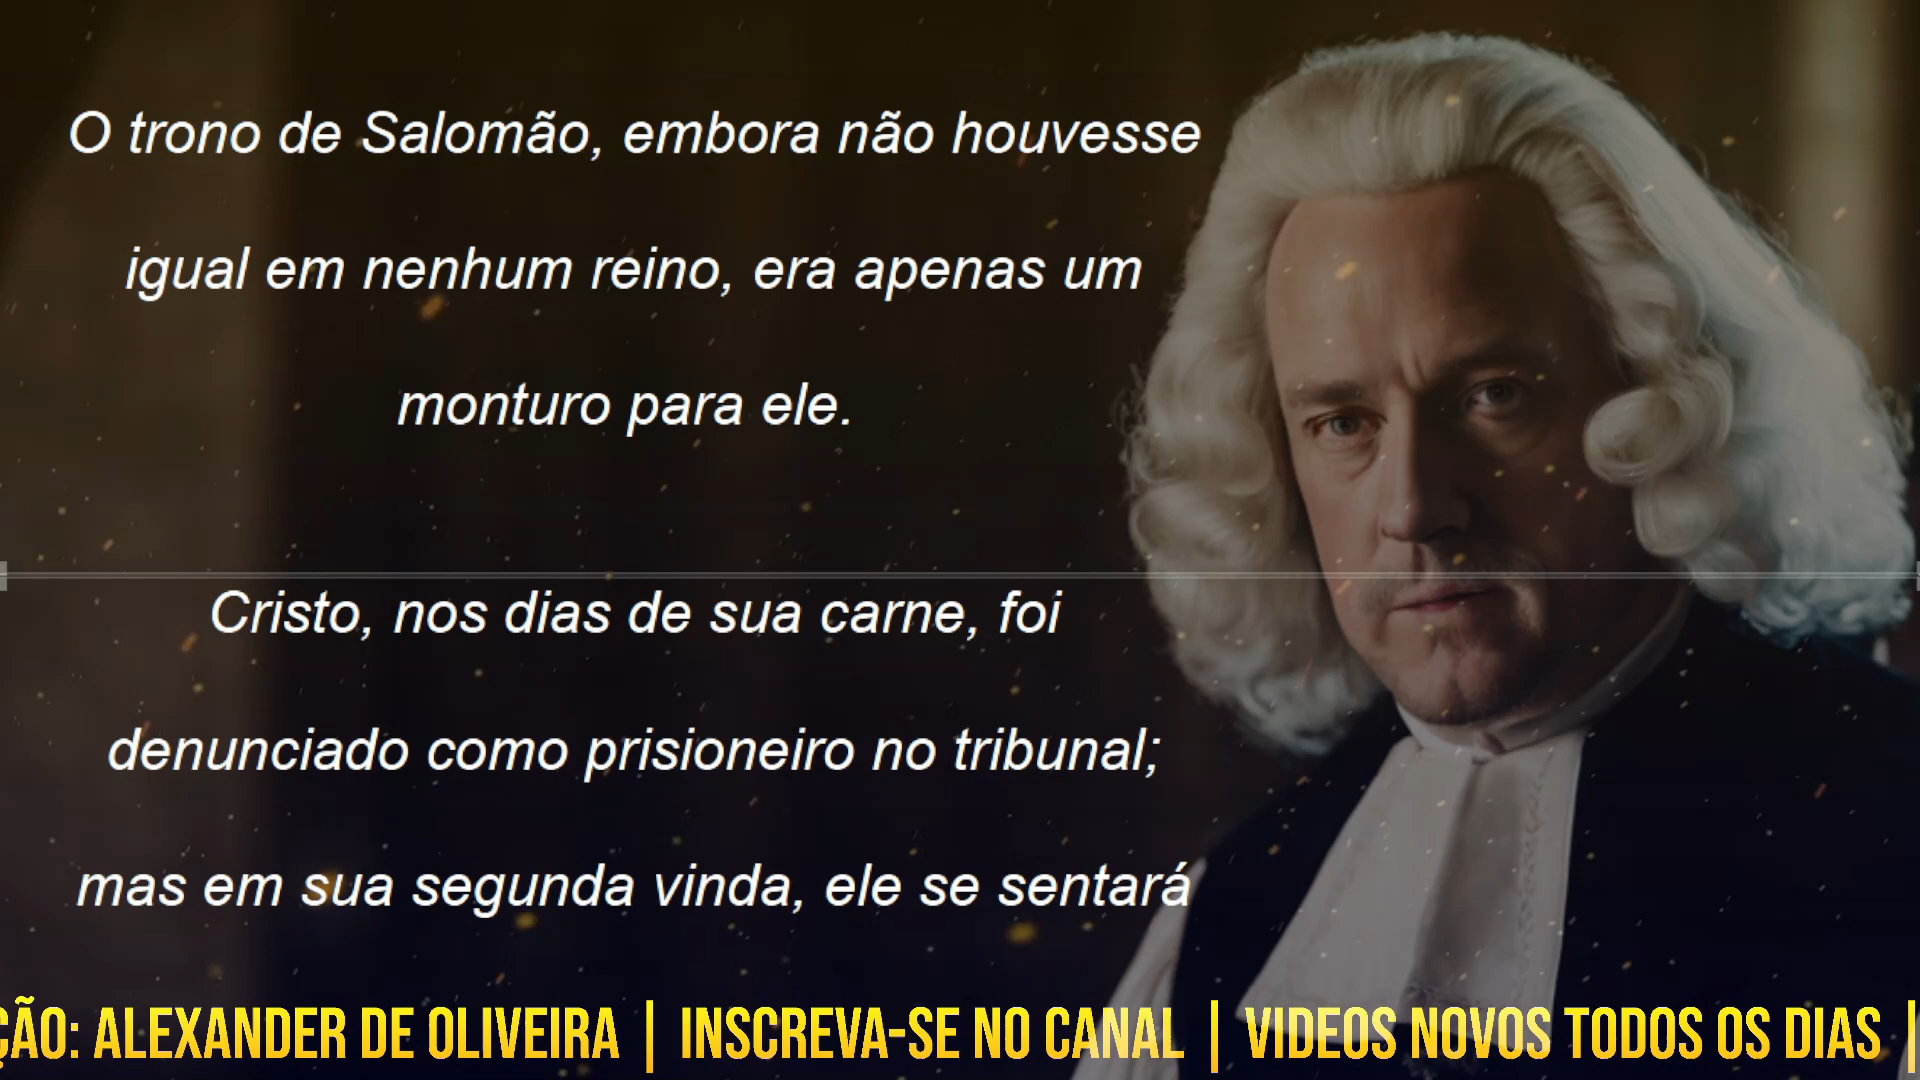 O trono de Salomão, embora não houvesse
igual em nenhum reino, era apenas um
monturo para ele.
Cristo, nos dias de sua carne, foi
denunciado como prisioneiro no tribunal;
mas em sua segunda vinda, ele se sentará
ÇÃO: ALEXANDER DE OLIVEIRA | INSCREVA-SE NO CANAL | VIDEOS NOVOS TODOS OS DIAS |